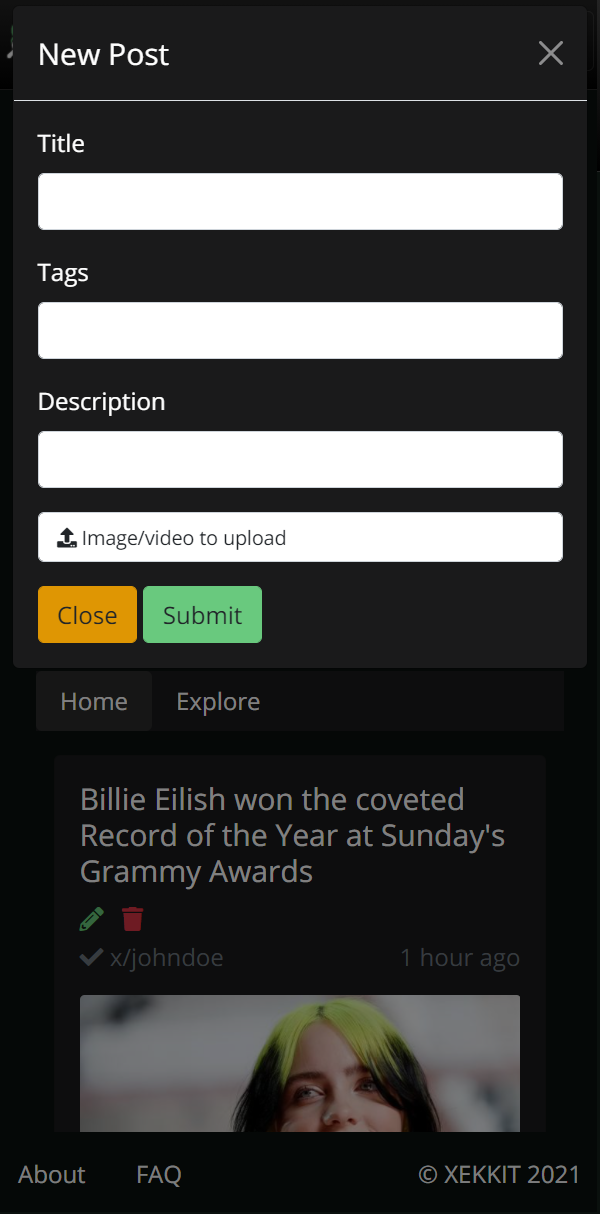 New Post
Title
Tags
Description
Image/video to upload
Close Submit
Home Explore
Billie Eilish won the coveted
Record of the Year at Sunday's
Grammy Awards
x/johndoe 1 hour ago
About FAQ © XEKKIT 2021